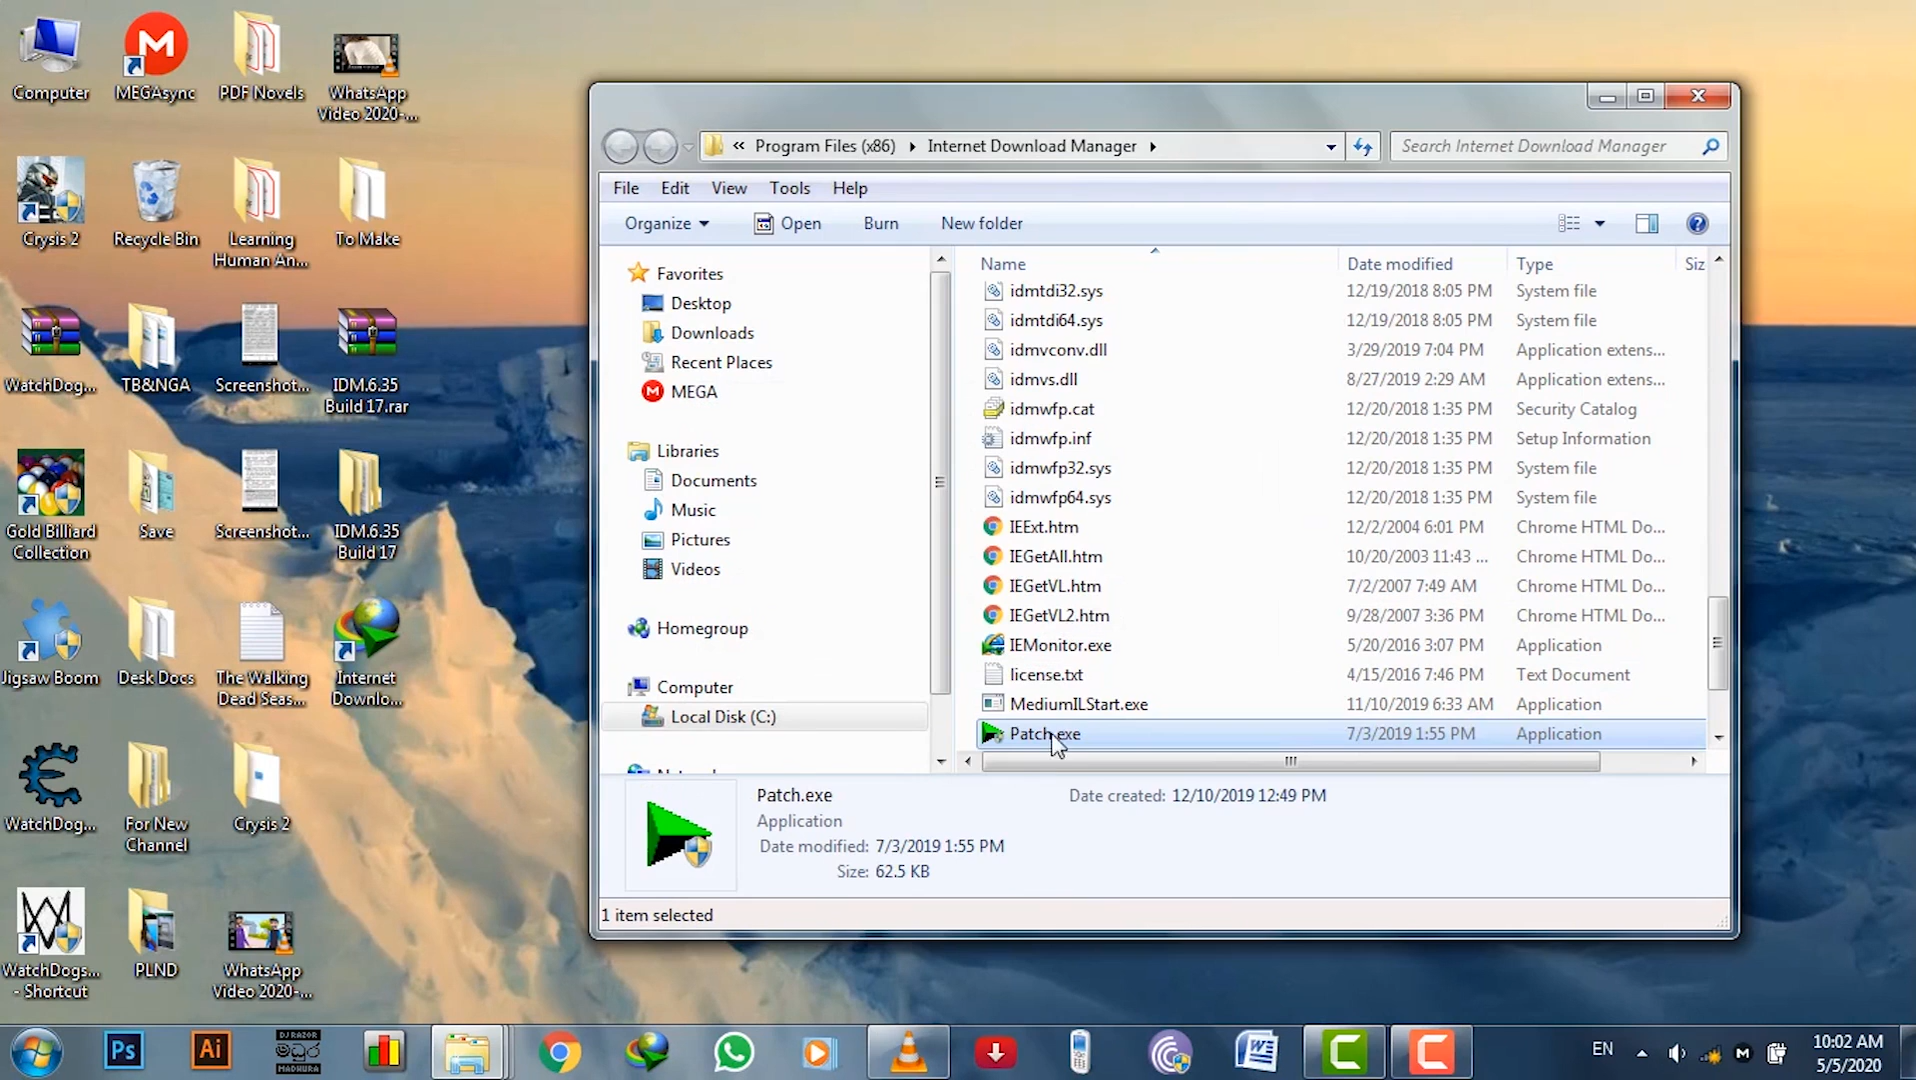 Computer
MEGAsync
PDF Novels
WhatsApp
Video 2020-...
Crysis 2
Recycle Bin
Learning
Human An...
To Make
WatchDog...
TB&NGA
Screenshot...
IDM.6.35
Build 17.rar
Gold Billiard
Collection
Save
Screenshot...
IDM.6.35
Build 17
Jigsaw Boom
Desk Docs
The Walking
Dead Seas...
Internet
Downlo...
WatchDog...
For New
Channel
Crysis 2
WatchDogs...
- Shortcut
PLND
WhatsApp
Video 2020-...
« Program Files (x86) Internet Download Manager
Search Internet Download Manager
File Edit View Tools Help
Organize Open Burn New folder
Favorites
Desktop
Downloads
Recent Places
MEGA
Libraries
Documents
Music
Pictures
Videos
Homegroup
Computer
Local Disk (C:)
Name Date modified Type Siz
idmtdi32.sys 12/19/2018 8:05 PM System file
idmtdi64.sys 12/19/2018 8:05 PM System file
idmvconv.dll 3/29/2019 7:04 PM Application extens...
idmvs.dll 8/27/2019 2:29 AM Application extens...
idmwfp.cat 12/20/2018 1:35 PM Security Catalog
idmwfp.inf 12/20/2018 1:35 PM Setup Information
idmwfp32.sys 12/20/2018 1:35 PM System file
idmwfp64.sys 12/20/2018 1:35 PM System file
IEExt.htm 12/2/2004 6:01 PM Chrome HTML Do...
IEGetAll.htm 10/20/2003 11:43 ... Chrome HTML Do...
IEGetVL.htm 7/2/2007 7:49 AM Chrome HTML Do...
IEGetVL2.htm 9/28/2007 3:36 PM Chrome HTML Do...
IEMonitor.exe 5/20/2016 3:07 PM Application
license.txt 4/15/2016 7:46 PM Text Document
MediumILStart.exe 11/10/2019 6:33 AM Application
Patch.exe 7/3/2019 1:55 PM Application
Patch.exe Date created: 12/10/2019 12:49 PM
Application
Date modified: 7/3/2019 1:55 PM
Size: 62.5 KB
1 item selected
Ps
Ai
DJ RAZOR
මධුර
MADHURA
EN
10:02 AM
5/5/2020